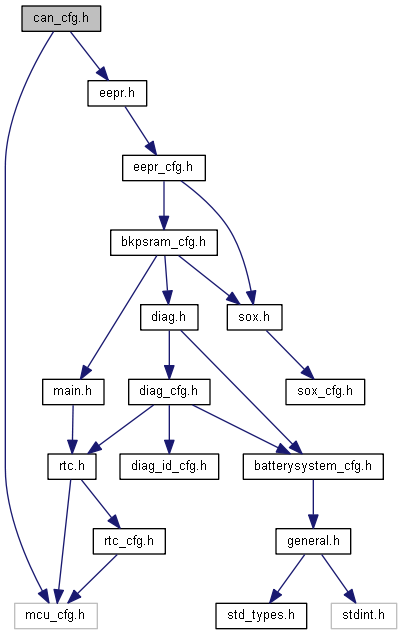 can_cfg.h
eepr.h
eepr_cfg.h
bkpsram_cfg.h
diag.h
sox.h
main.h
diag_cfg.h
sox_cfg.h
rtc.h
diag_id_cfg.h
batterysystem_cfg.h
rtc_cfg.h
general.h
mcu_cfg.h
std_types.h
stdint.h